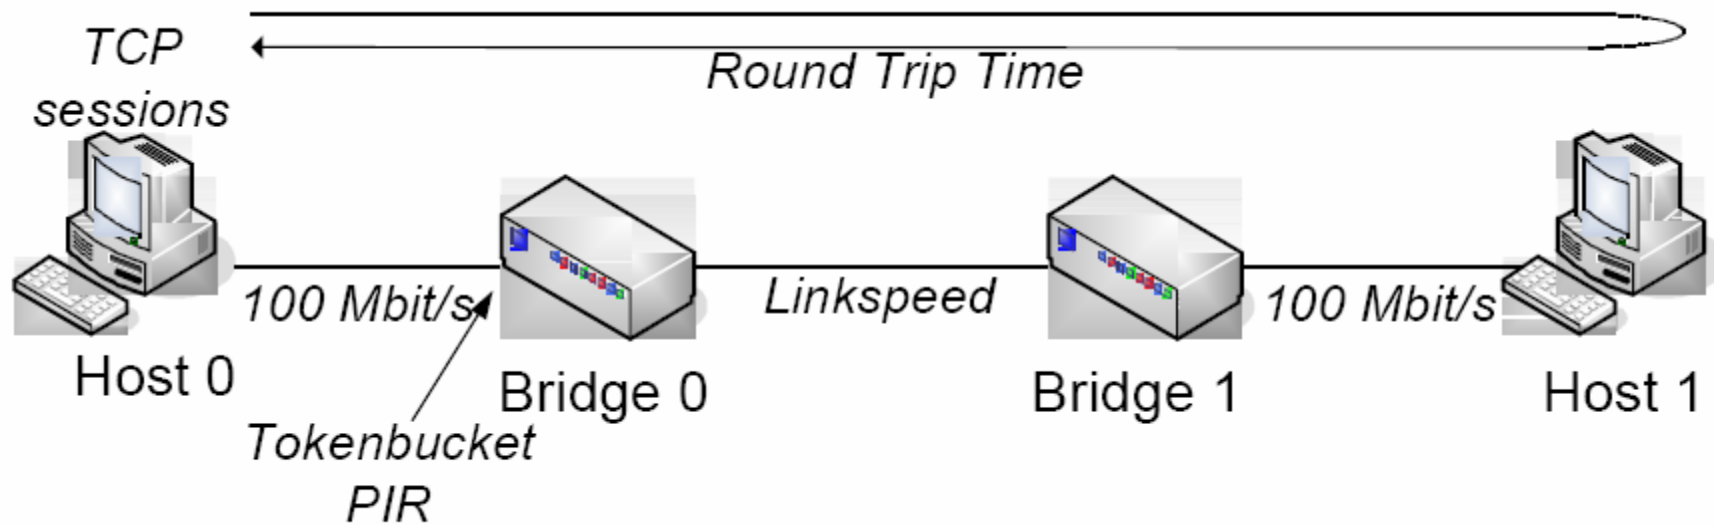 TCP
sessions
Round Trip Time
100 Mbit/s
Linkspeed
100 Mbit/s
Host 0
Bridge 0
Bridge 1
Host 1
Tokenbucket
PIR